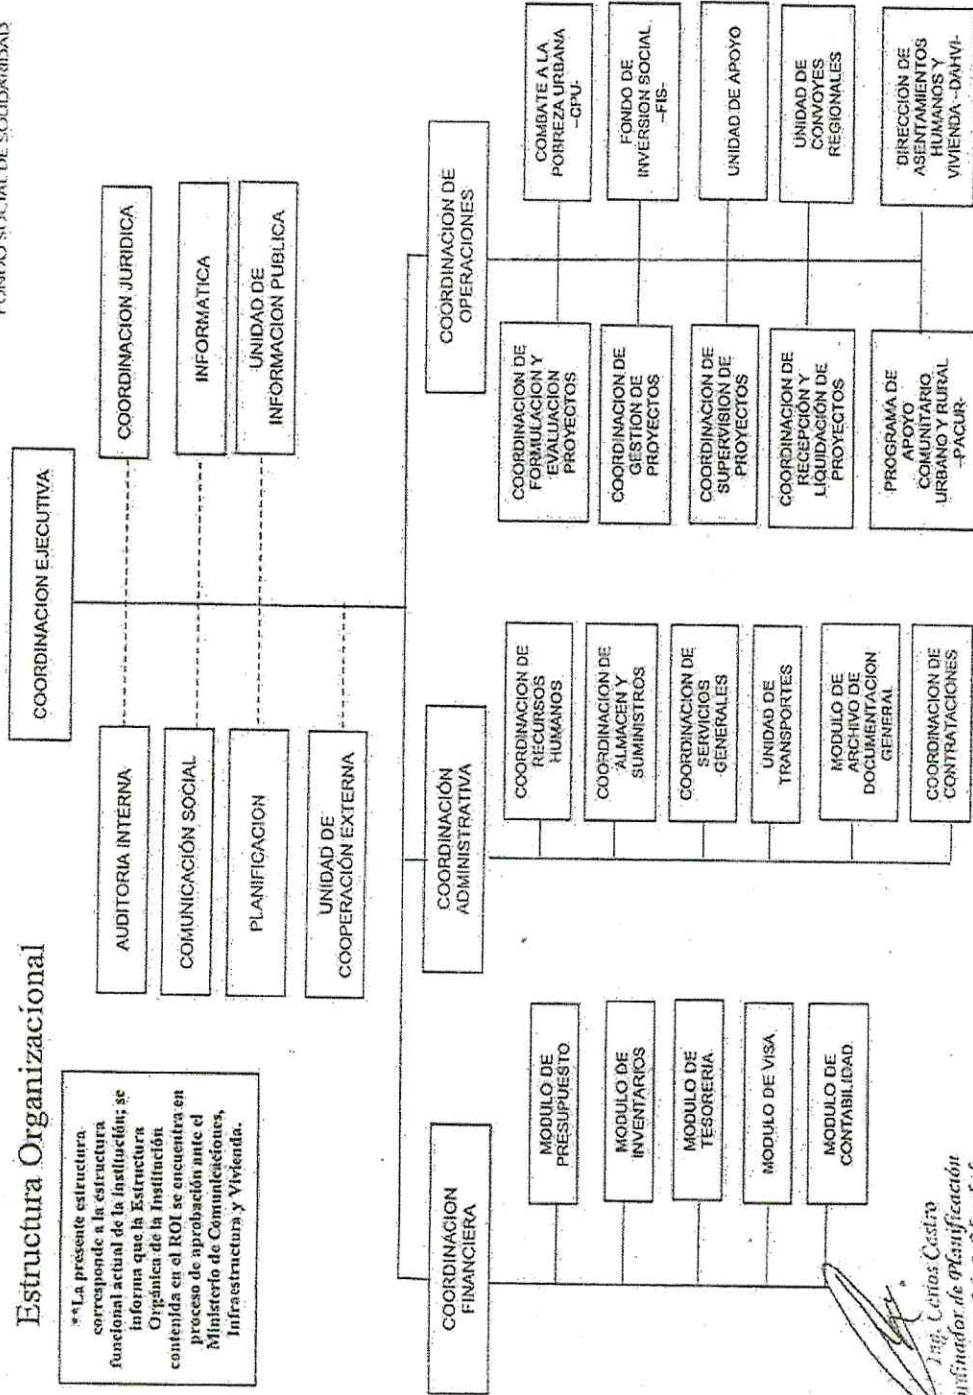 FONDO SOCIAL DE SOLIDARIDAD
Estructura Organizacional
**La presente estructura
corresponde a la estructura
funcional actual de la institución; se
informa que la Estructura
Orgánica de la Institución
contenida en el ROI se encuentra en
proceso de aprobación ante el
Ministerio de Comunicaciones,
Infraestructura y Vivienda.
COORDINACION EJECUTIVA
AUDITORIA INTERNA
COMUNICACIÓN SOCIAL
PLANIFICACION
UNIDAD DE
COOPERACIÓN EXTERNA
COORDINACION JURIDICA
INFORMATICA
UNIDAD DE
INFORMACION PUBLICA
COORDINACION
FINANCIERA
MODULO DE
PRESUPUESTO
MODULO DE
INVENTARIOS
MODULO DE
TESORERIA
MODULO DE VISA
MODULO DE
CONTABILIDAD
COORDINACIÓN
ADMINISTRATIVA
COORDINACION DE
RECURSOS
HUMANOS
COORDINACION DE
ALMACEN Y
SUMINISTROS
COORDINACION DE
SERVICIOS
GENERALES
UNIDAD DE
TRANSPORTES
MODULO DE
ARCHIVO DE
DOCUMENTACION
GENERAL
COORDINACION DE
CONTRATACIONES
COORDINACION DE
OPERACIONES
COORDINACION DE
FORMULACION Y
EVALUACION
PROYECTOS
COORDINACION DE
GESTION DE
PROYECTOS
COORDINACION DE
SUPERVISION DE
PROYECTOS
COORDINACION DE
RECEPCIÓN Y
LIQUIDACIÓN DE
PROYECTOS
PROGRAMA DE
APOYO
COMUNITARIO
URBANO Y RURAL
-PACUR-
COMBATE A LA
POBREZA URBANA
-CPU-
FONDO DE
INVERSION SOCIAL
-FIS-
UNIDAD DE APOYO
UNIDAD DE
CONVOYES
REGIONALES
DIRECCION DE
ASENTAMIENTOS
HUMANOS Y
VIVIENDA -DAHVI-
Ing. Carlos Castro
Coordinador de Planificación